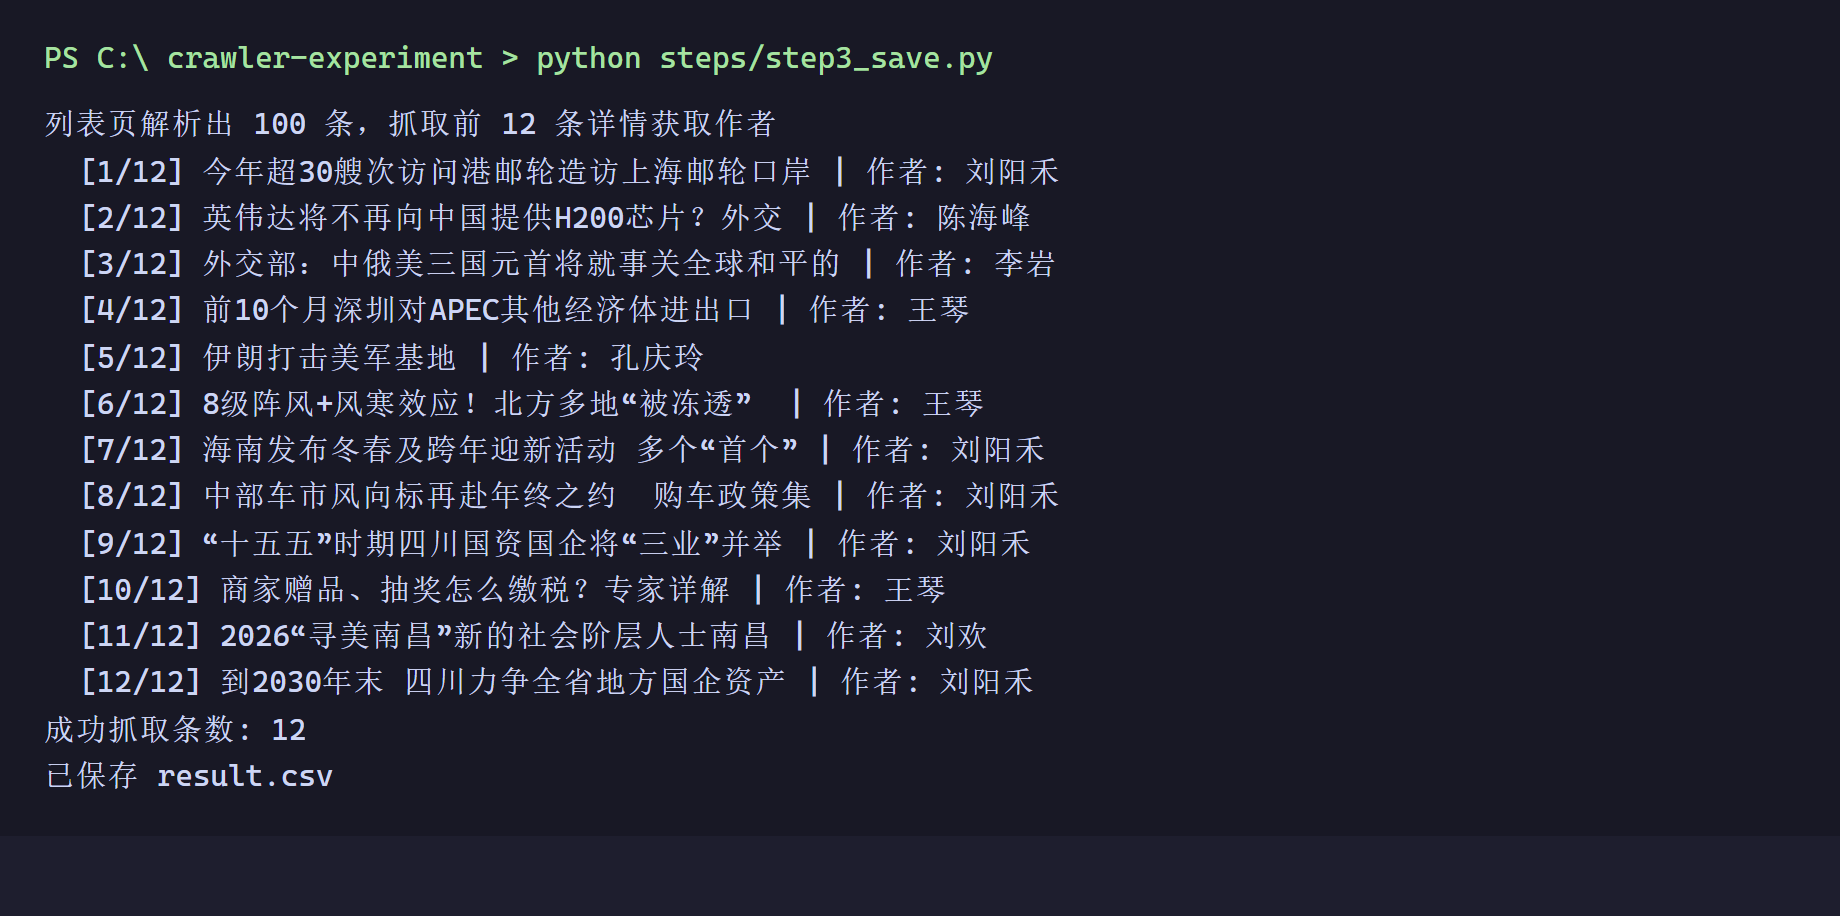 PS C:\ crawler-experiment > python steps/step3_save.py
列表页解析出 100 条，抓取前 12 条详情获取作者
[1/12] 今年超30艘次访问港邮轮造访上海邮轮口岸 | 作者: 刘阳禾
[2/12] 英伟达将不再向中国提供H200芯片？外交 | 作者: 陈海峰
[3/12] 外交部：中俄美三国元首将就事关全球和平的 | 作者: 李岩
[4/12] 前10个月深圳对APEC其他经济体进出口 | 作者: 王琴
[5/12] 伊朗打击美军基地 | 作者: 孔庆玲
[6/12] 8级阵风+风寒效应！北方多地“被冻透”  | 作者: 王琴
[7/12] 海南发布冬春及跨年迎新活动 多个“首个” | 作者: 刘阳禾
[8/12] 中部车市风向标再赴年终之约  购车政策集 | 作者: 刘阳禾
[9/12] “十五五”时期四川国资国企将“三业”并举 | 作者: 刘阳禾
[10/12] 商家赠品、抽奖怎么缴税？专家详解 | 作者: 王琴
[11/12] 2026“寻美南昌”新的社会阶层人士南昌 | 作者: 刘欢
[12/12] 到2030年末 四川力争全省地方国企资产 | 作者: 刘阳禾
成功抓取条数: 12
已保存 result.csv